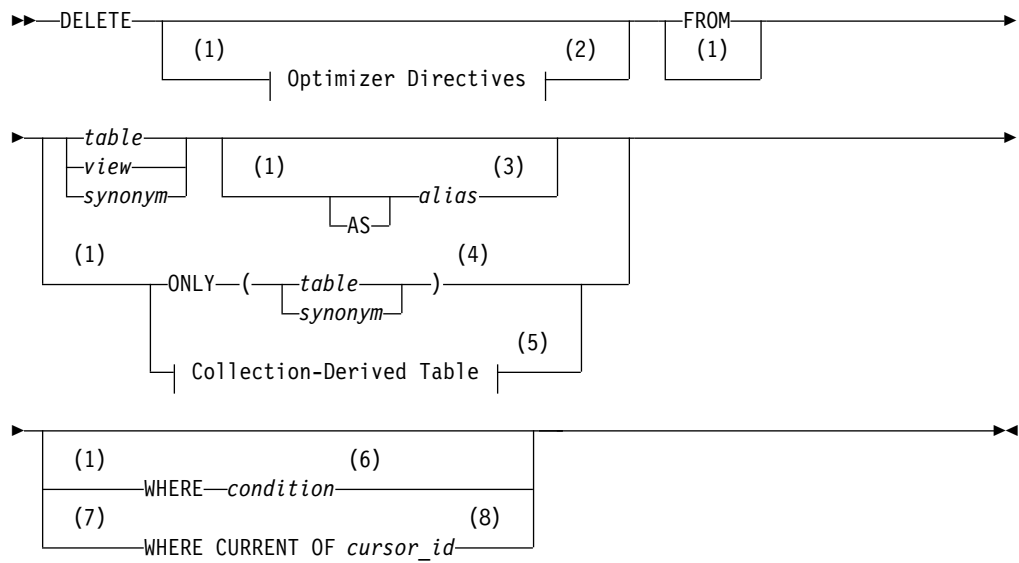 DELETE FROM
(1) (2) (1)
Optimizer Directives
table
view (1) (3)
synonym alias
AS
(1) (4)
ONLY ( table )
synonym
(5)
Collection-Derived Table
(1) (6)
WHERE condition
(7) (8)
WHERE CURRENT OF cursor_id